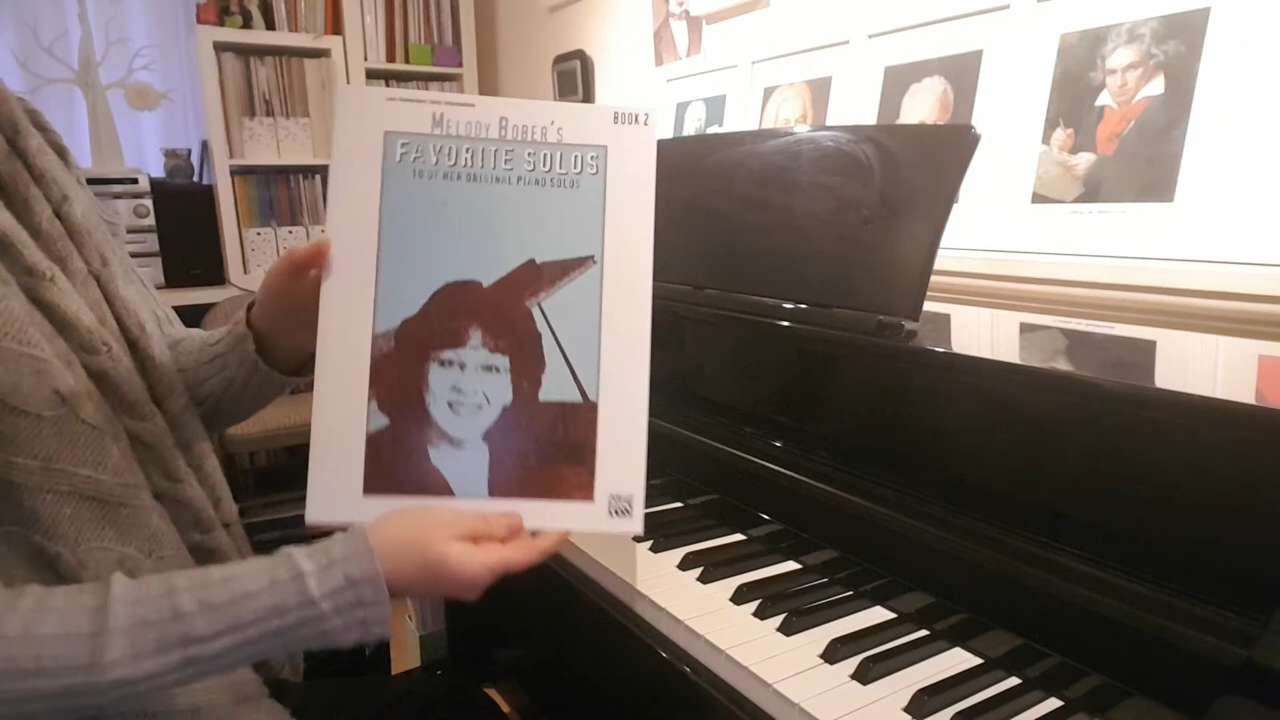 BOOK 2
MELODY BOBER'S
FAVORITE SOLOS
10 OF HER ORIGINAL PIANO SOLOS